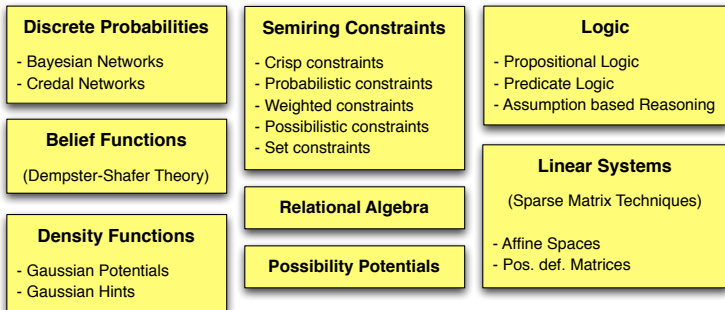 Discrete Probabilities
- Bayesian Networks
- Credal Networks
Belief Functions
(Dempster-Shafer Theory)
Density Functions
- Gaussian Potentials
- Gaussian Hints
Semiring Constraints
- Crisp constraints
- Probabilistic constraints
- Weighted constraints
- Possibilistic constraints
- Set constraints
Relational Algebra
Possibility Potentials
Logic
- Propositional Logic
- Predicate Logic
- Assumption based Reasoning
Linear Systems
(Sparse Matrix Techniques)
- Affine Spaces
- Pos. def. Matrices